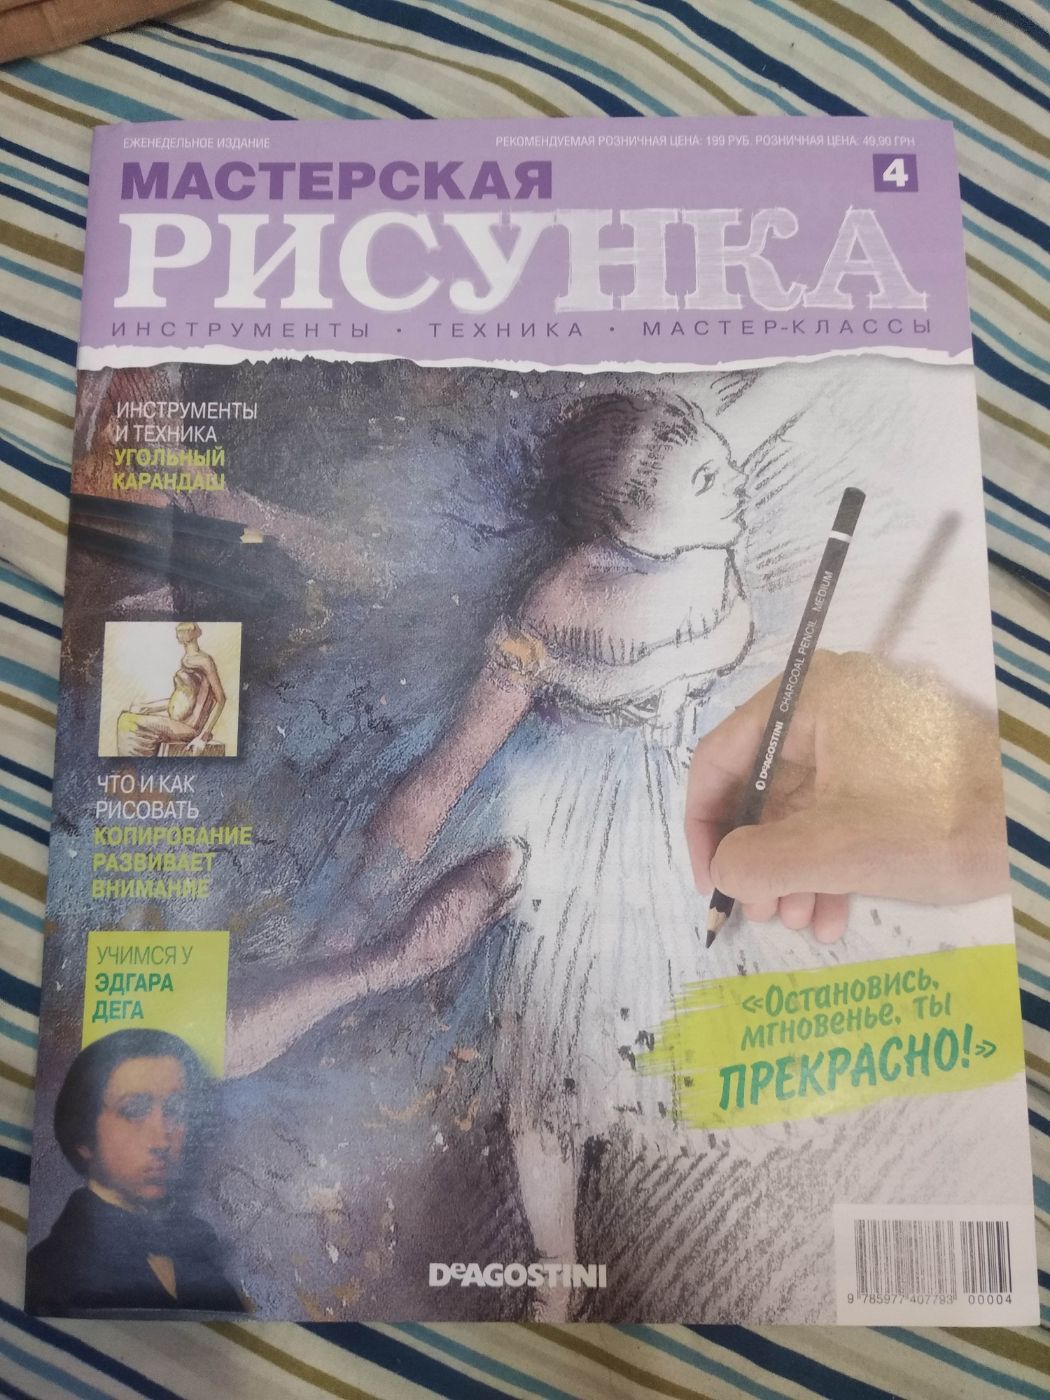 ЕЖЕНЕДЕЛЬНОЕ ИЗДАНИЕ
РЕКОМЕНДУЕМАЯ РОЗНИЧНАЯ ЦЕНА: 199 РУБ. РОЗНИЧНАЯ ЦЕНА: 49,90 ГРН
МАСТЕРСКАЯ
4
РИСУНКА
ИНСТРУМЕНТЫ · ТЕХНИКА · МАСТЕР-КЛАССЫ
ИНСТРУМЕНТЫ
И ТЕХНИКА
УГОЛЬНЫЙ
КАРАНДАШ
DEAGOSTINI CHARCOAL PENCIL MEDIUM
ЧТО И КАК
РИСОВАТЬ
КОПИРОВАНИЕ
РАЗВИВАЕТ
ВНИМАНИЕ
УЧИМСЯ У
ЭДГАРА
ДЕГА
«Остановись,
мгновенье, ты
ПРЕКРАСНО!»
DEAGOSTINI
9 785977 407793 00004